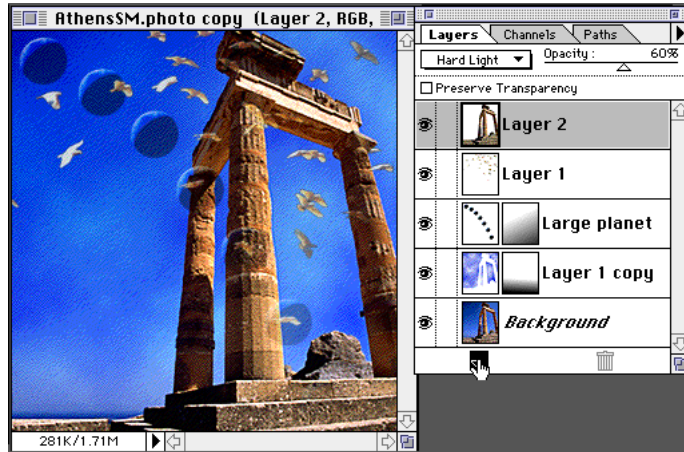 AthensSM.photo copy (Layer 2, RGB,
Layers Channels Paths
Hard Light Opacity: 60%
Preserve Transparency
Layer 2
Layer 1
Large planet
Layer 1 copy
Background
281K/1.71M